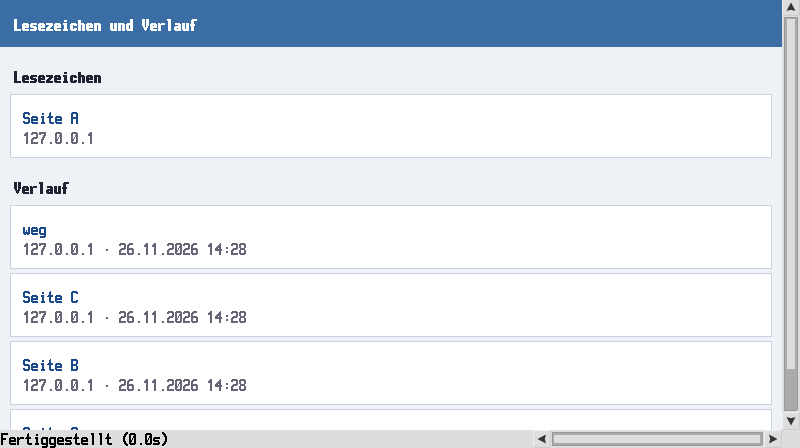 Lesezeichen und Verlauf
Lesezeichen
Seite A
127.0.0.1
Verlauf
weg
127.0.0.1 · 26.11.2026 14:28
Seite C
127.0.0.1 · 26.11.2026 14:28
Seite B
127.0.0.1 · 26.11.2026 14:28
Fertiggestellt (0.0s)